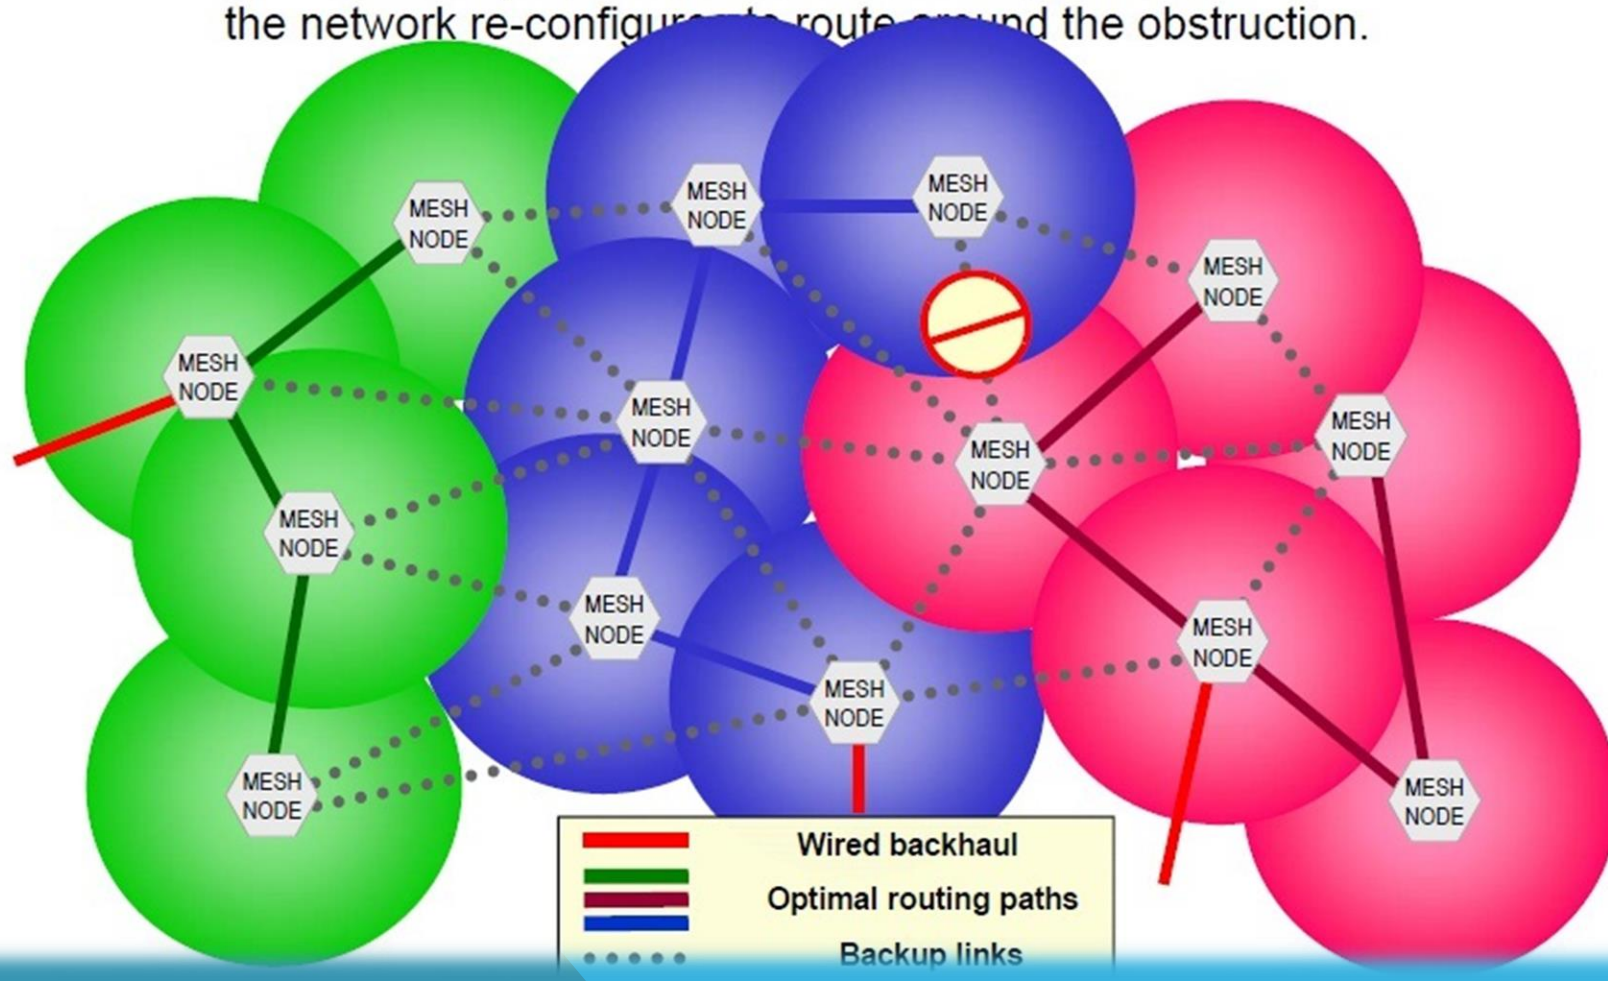 the network re-configures to route around the obstruction.
MESH
NODE
MESH
NODE
MESH
NODE
MESH
NODE
MESH
NODE
MESH
NODE
MESH
NODE
MESH
NODE
MESH
NODE
MESH
NODE
MESH
NODE
MESH
NODE
MESH
NODE
MESH
NODE
Wired backhaul
Optimal routing paths
Backup links